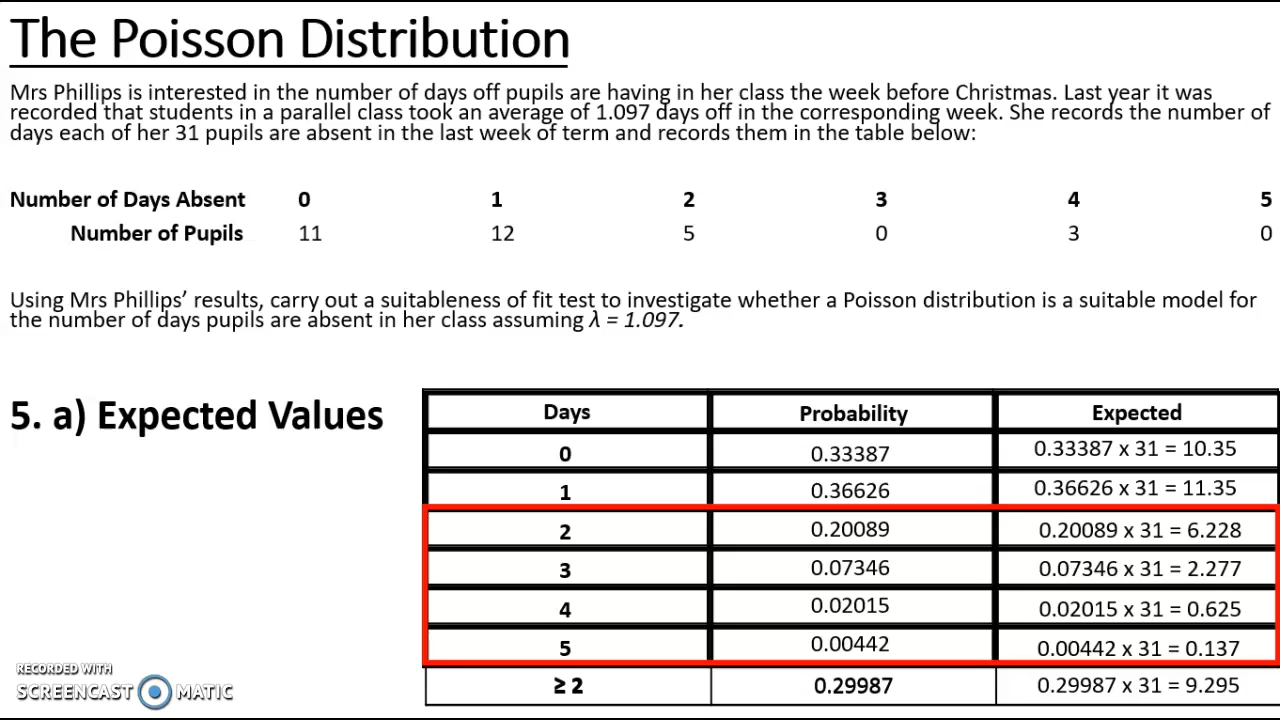 The Poisson Distribution
Mrs Phillips is interested in the number of days off pupils are having in her class the week before Christmas. Last year it was
recorded that students in a parallel class took an average of 1.097 days off in the corresponding week. She records the number of
days each of her 31 pupils are absent in the last week of term and records them in the table below:
Number of Days Absent 0 1 2 3 4 5
Number of Pupils 11 12 5 0 3 0
Using Mrs Phillips’ results, carry out a suitableness of fit test to investigate whether a Poisson distribution is a suitable model for
the number of days pupils are absent in her class assuming λ = 1.097.
5. a) Expected Values
Days Probability Expected
0 0.33387 0.33387 x 31 = 10.35
1 0.36626 0.36626 x 31 = 11.35
2 0.20089 0.20089 x 31 = 6.228
3 0.07346 0.07346 x 31 = 2.277
4 0.02015 0.02015 x 31 = 0.625
5 0.00442 0.00442 x 31 = 0.137
≥ 2 0.29987 0.29987 x 31 = 9.295
RECORDED WITH
SCREENCAST MATIC